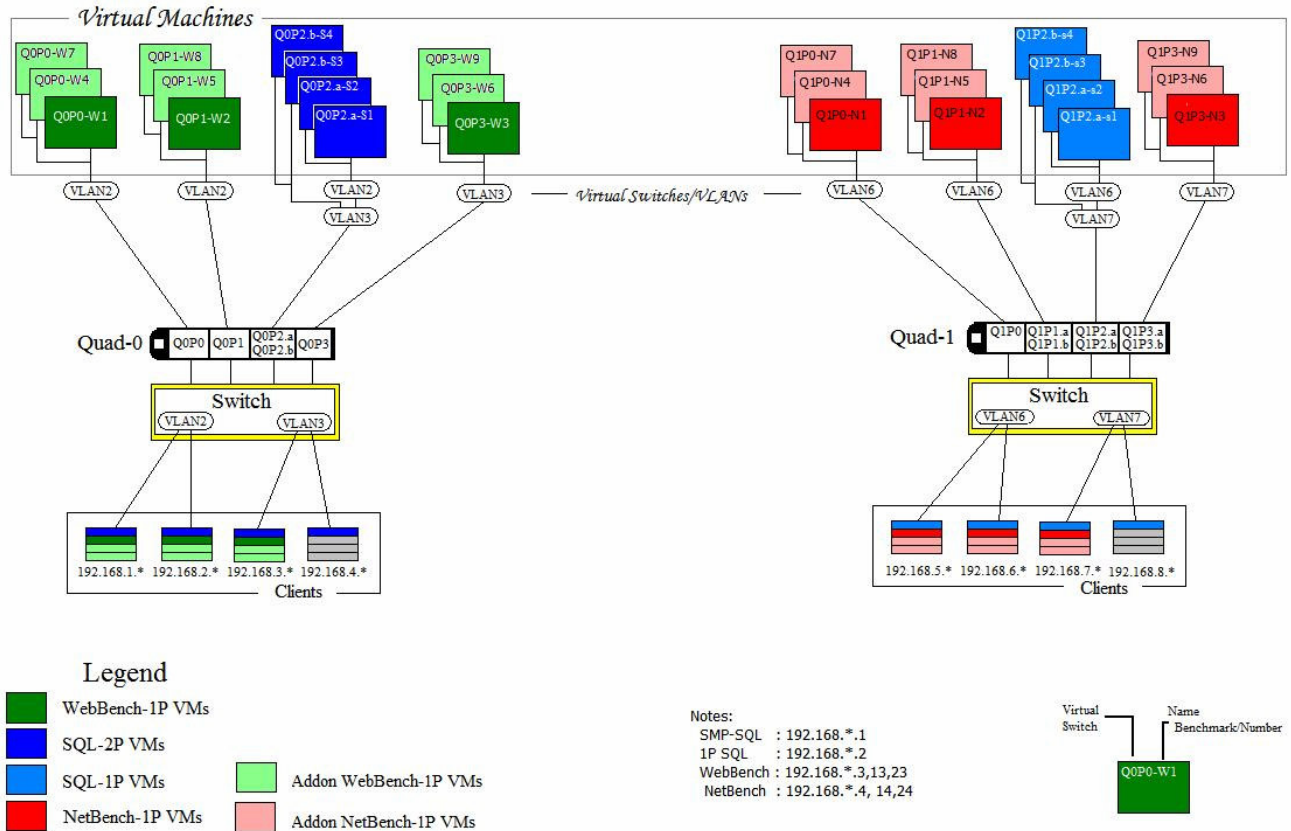 Virtual Machines
Q0P0-W7
Q0P0-W4
Q0P0-W1
Q0P1-W8
Q0P1-W5
Q0P1-W2
Q0P2.b-S4
Q0P2.b-S3
Q0P2.a-S2
Q0P2.a-S1
Q0P3-W9
Q0P3-W6
Q0P3-W3
Q1P0-N7
Q1P0-N4
Q1P0-N1
Q1P1-N8
Q1P1-N5
Q1P1-N2
Q1P2.b-s4
Q1P2.b-s3
Q1P2.a-s2
Q1P2.a-s1
Q1P3-N9
Q1P3-N6
Q1P3-N3
VLAN2
VLAN2
VLAN2
VLAN3
VLAN3
Virtual Switches/VLANs
VLAN6
VLAN6
VLAN6
VLAN7
VLAN7
Quad-0
Q0P0
Q0P1
Q0P2.a
Q0P2.b
Q0P3
Quad-1
Q1P0
Q1P1.a
Q1P1.b
Q1P2.a
Q1P2.b
Q1P3.a
Q1P3.b
Switch
VLAN2
VLAN3
Switch
VLAN6
VLAN7
192.168.1.*
192.168.2.*
192.168.3.*
192.168.4.*
Clients
192.168.5.*
192.168.6.*
192.168.7.*
192.168.8.*
Clients
Legend
WebBench-1P VMs
SQL-2P VMs
SQL-1P VMs
NetBench-1P VMs
Addon WebBench-1P VMs
Addon NetBench-1P VMs
Notes:
SMP-SQL : 192.168.*.1
1P SQL : 192.168.*.2
WebBench : 192.168.*.3,13,23
NetBench : 192.168.*.4, 14,24
Virtual
Switch
Name
Benchmark/Number
Q0P0-W1